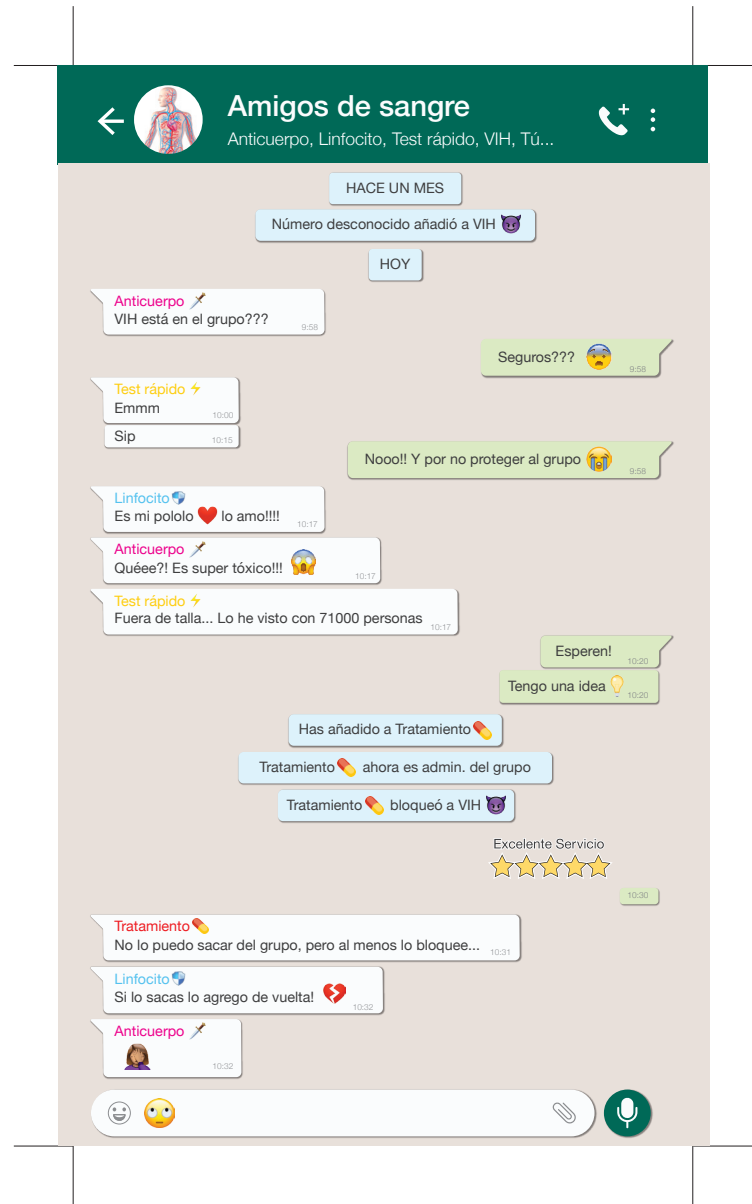 Amigos de sangre
Anticuerpo, Linfocito, Test rápido, VIH, Tú...
HACE UN MES
Número desconocido añadió a VIH 😈
HOY
Anticuerpo 🗡️
VIH está en el grupo???
9:58
Seguros??? 😨
9:58
Test rápido ⚡
Emmm
10:00
Sip
10:15
Nooo!! Y por no proteger al grupo 😭
9:58
Linfocito🛡️
Es mi pololo ❤️ lo amo!!!!
10:17
Anticuerpo 🗡️
Quéee?! Es super tóxico!!! 😱
10:17
Test rápido ⚡
Fuera de talla... Lo he visto con 71000 personas
10:17
Esperen!
10:20
Tengo una idea 💡
10:20
Has añadido a Tratamiento💊
Tratamiento💊 ahora es admin. del grupo
Tratamiento💊 bloqueó a VIH 😈
Excelente Servicio
10:30
Tratamiento💊
No lo puedo sacar del grupo, pero al menos lo bloquee...
10:31
Linfocito🛡️
Si lo sacas lo agrego de vuelta! 💔
10:32
Anticuerpo 🗡️
🤦🏾‍♀️
10:32
🙄